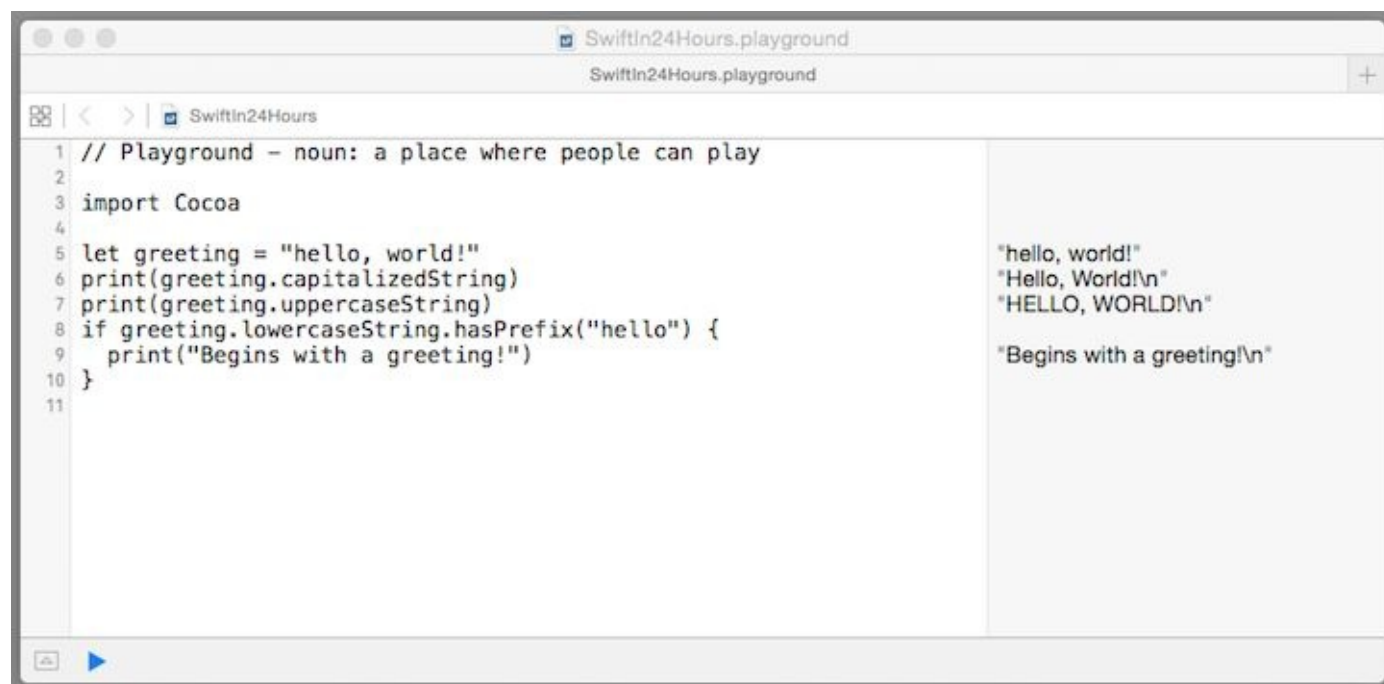 SwiftIn24Hours.playground
SwiftIn24Hours.playground
SwiftIn24Hours
1 // Playground – noun: a place where people can play
2
3 import Cocoa
4
5 let greeting = "hello, world!" "hello, world!"
6 print(greeting.capitalizedString) "Hello, World!\n"
7 print(greeting.uppercaseString) "HELLO, WORLD!\n"
8 if greeting.lowercaseString.hasPrefix("hello") {
9 print("Begins with a greeting!") "Begins with a greeting!\n"
10 }
11